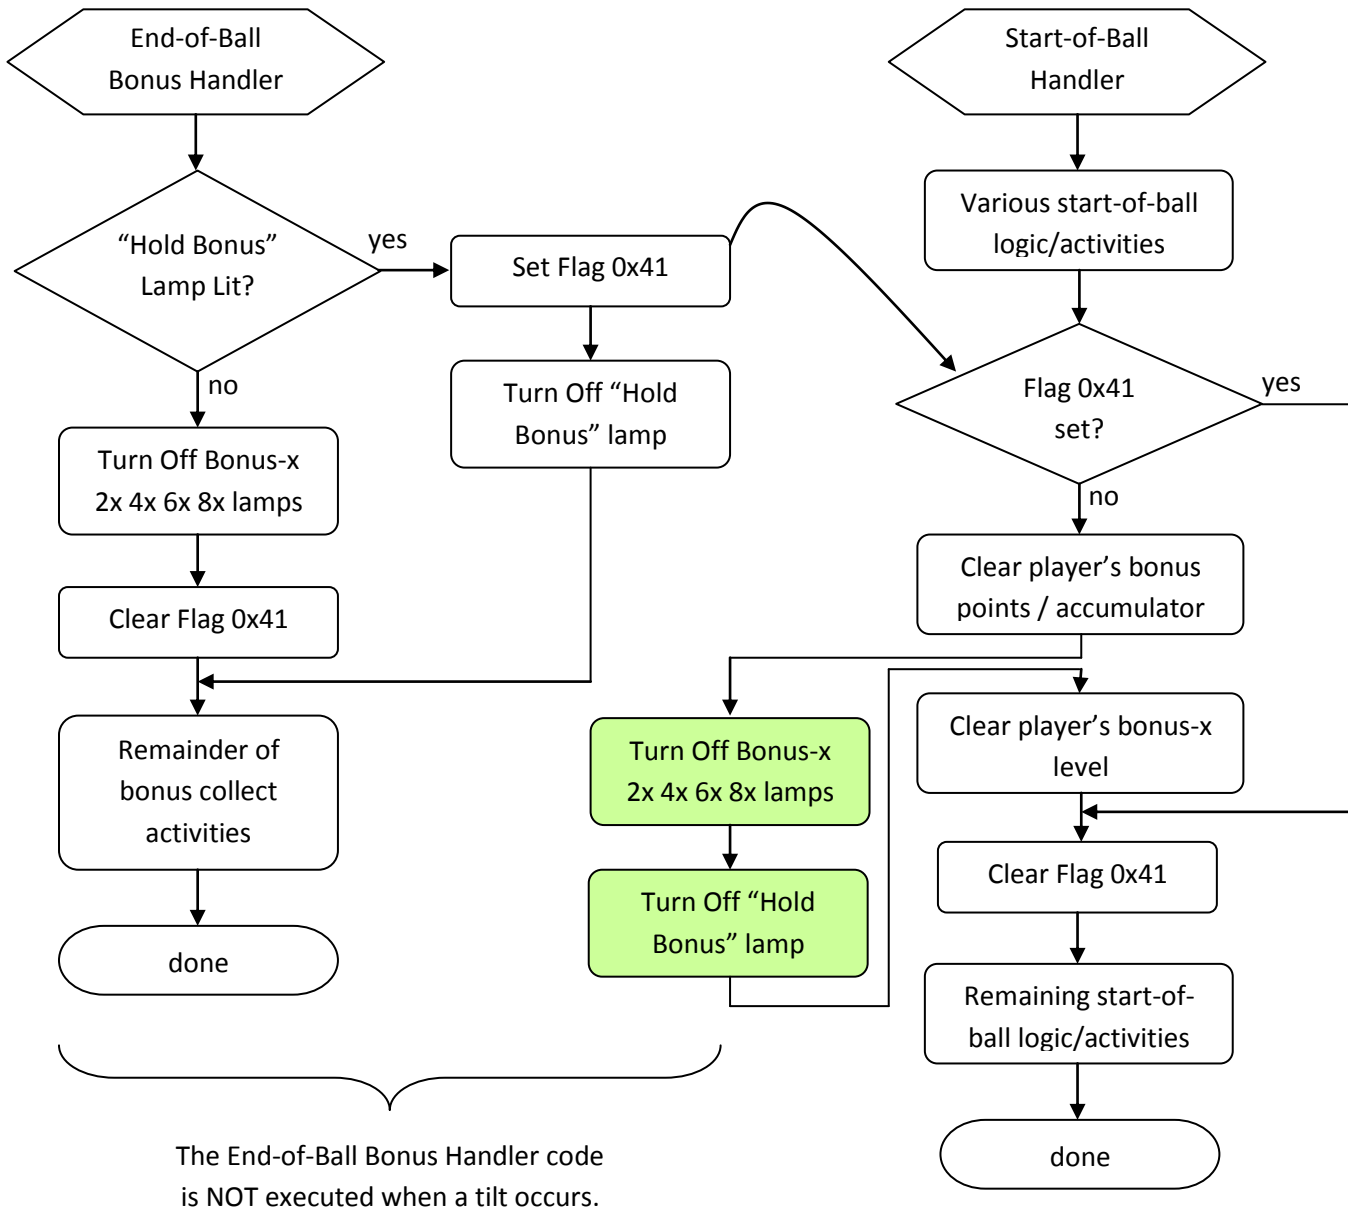 End-of-Ball
Bonus Handler
“Hold Bonus”
Lamp Lit?
yes
no
Set Flag 0x41
Turn Off “Hold
Bonus” lamp
Turn Off Bonus-x
2x 4x 6x 8x lamps
Clear Flag 0x41
Remainder of
bonus collect
activities
done
The End-of-Ball Bonus Handler code
is NOT executed when a tilt occurs.
Start-of-Ball
Handler
Various start-of-ball
logic/activities
Flag 0x41
set?
yes
no
Clear player’s bonus
points / accumulator
Turn Off Bonus-x
2x 4x 6x 8x lamps
Turn Off “Hold
Bonus” lamp
Clear player’s bonus-x
level
Clear Flag 0x41
Remaining start-of-
ball logic/activities
done